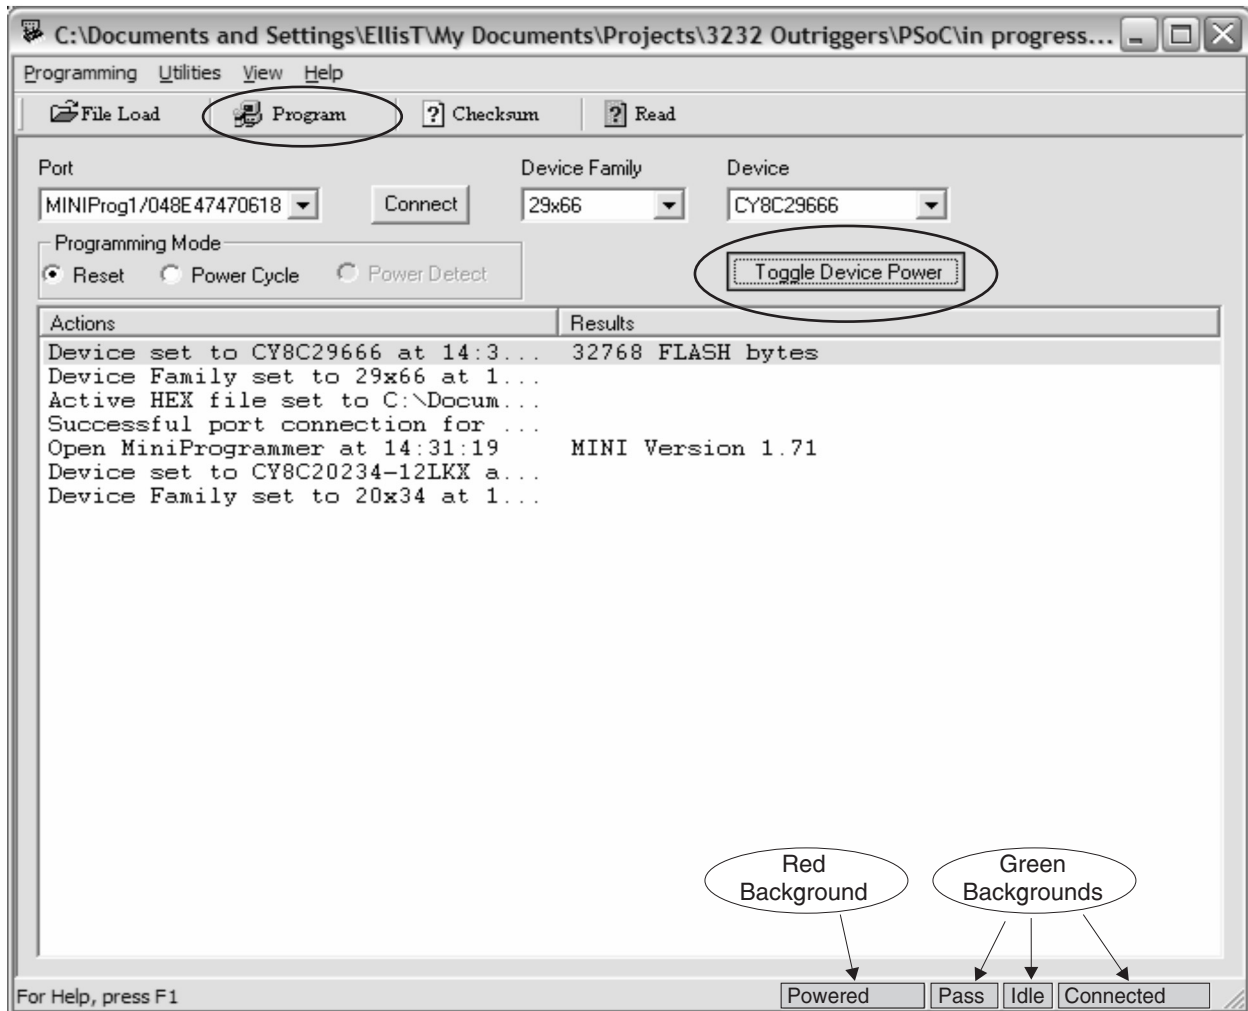 C:\Documents and Settings\EllisT\My Documents\Projects\3232 Outriggers\PSoC\in progress...
Programming Utilities View Help
File Load Program Checksum Read
Port Device Family Device
MINIProg1/048E47470618 Connect 29x66 CY8C29666
Programming Mode
Reset Power Cycle Power Detect Toggle Device Power
Actions Results
Device set to CY8C29666 at 14:3... 32768 FLASH bytes
Device Family set to 29x66 at 1...
Active HEX file set to C:\Docum...
Successful port connection for ...
Open MiniProgrammer at 14:31:19 MINI Version 1.71
Device set to CY8C20234-12LKX a...
Device Family set to 20x34 at 1...
Red Background
Green Backgrounds
For Help, press F1 Powered Pass Idle Connected